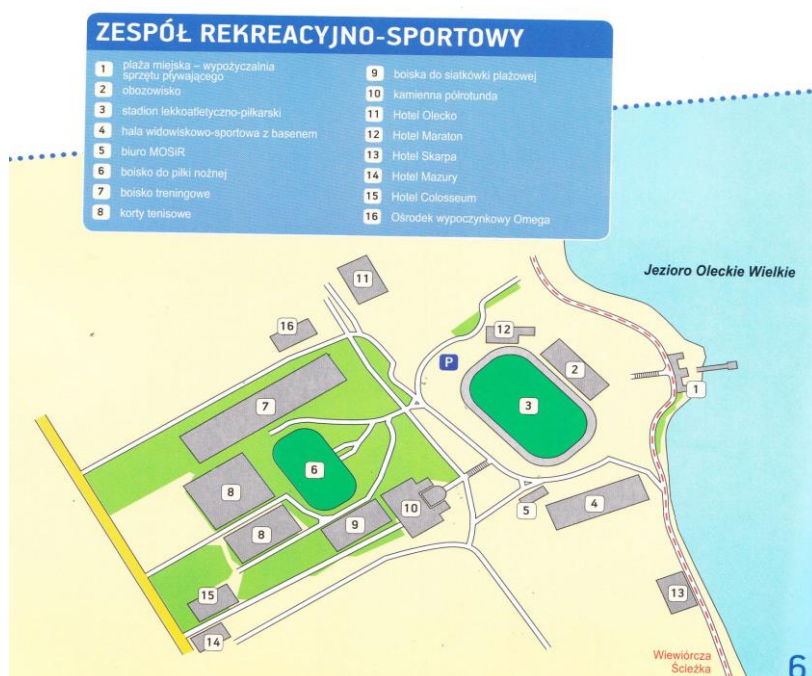 ZESPÓŁ REKREACYJNO-SPORTOWY
1 plaża miejska – wypożyczalnia
sprzętu pływającego
2 obozowisko
3 stadion lekkoatletyczno-piłkarski
4 hala widowiskowo-sportowa z basenem
5 biuro MOSiR
6 boisko do piłki nożnej
7 boisko treningowe
8 korty tenisowe
9 boiska do siatkówki plażowej
10 kamienna półrotunda
11 Hotel Olecko
12 Hotel Maraton
13 Hotel Skarpa
14 Hotel Mazury
15 Hotel Colosseum
16 Ośrodek wypoczynkowy Omega
Jezioro Oleckie Wielkie
11
16
12
P
2
1
7
3
6
8
10
5
4
9
8
15
13
14
Wiewiórcza
Ścieżka
6